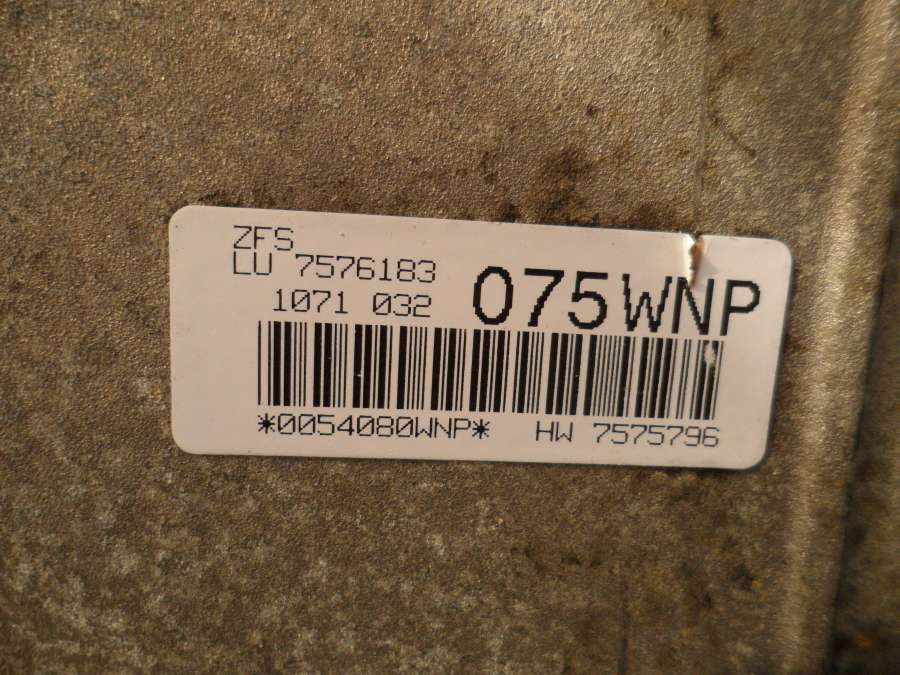 ZFS
LU 7576183
1071 032 075WNP
*0054080WNP* HW 7575796